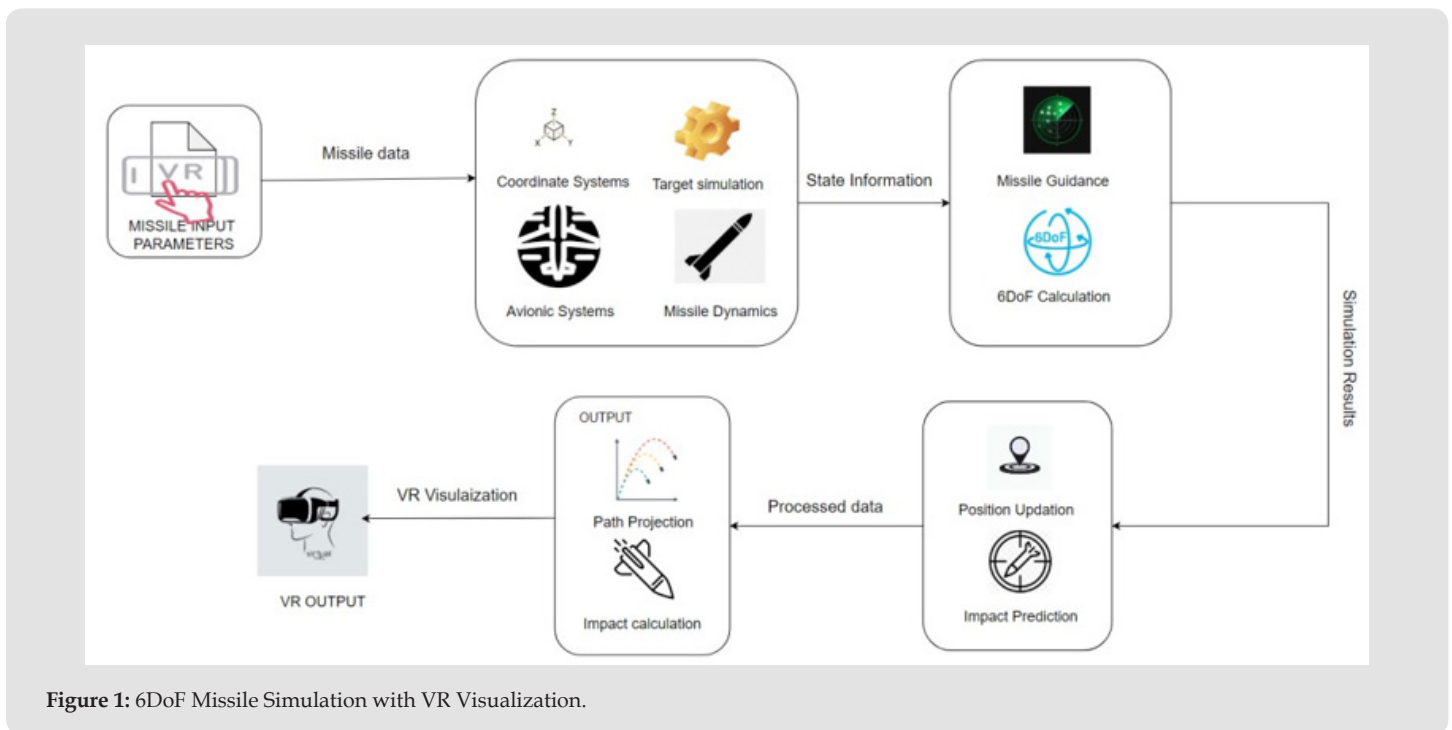 VR
MISSILE INPUT
PARAMETERS
Missile data
Z
X
Y
Coordinate Systems
Target simulation
Avionic Systems
Missile Dynamics
State Information
Missile Guidance
6DoF
6DoF Calculation
Simulation Results
Position Updation
Impact Prediction
Processed data
OUTPUT
Path Projection
Impact calculation
VR Visulaization
VR OUTPUT
Figure 1: 6DoF Missile Simulation with VR Visualization.